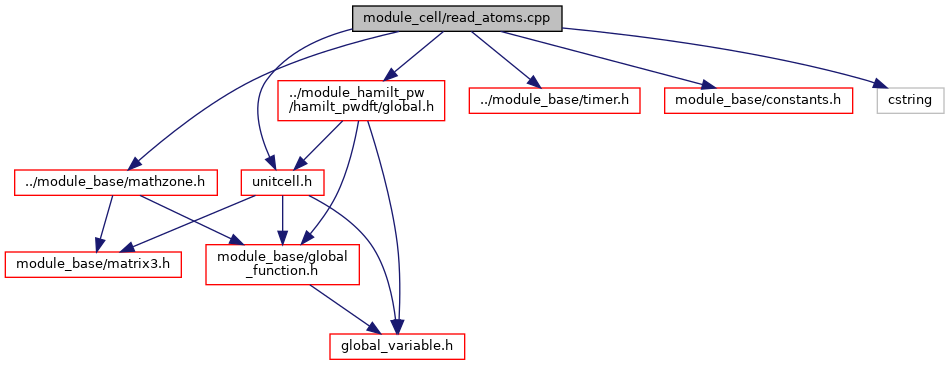 module_cell/read_atoms.cpp
../module_hamilt_pw
/hamilt_pwdft/global.h
../module_base/timer.h
module_base/constants.h
cstring
../module_base/mathzone.h
unitcell.h
module_base/matrix3.h
module_base/global
_function.h
global_variable.h